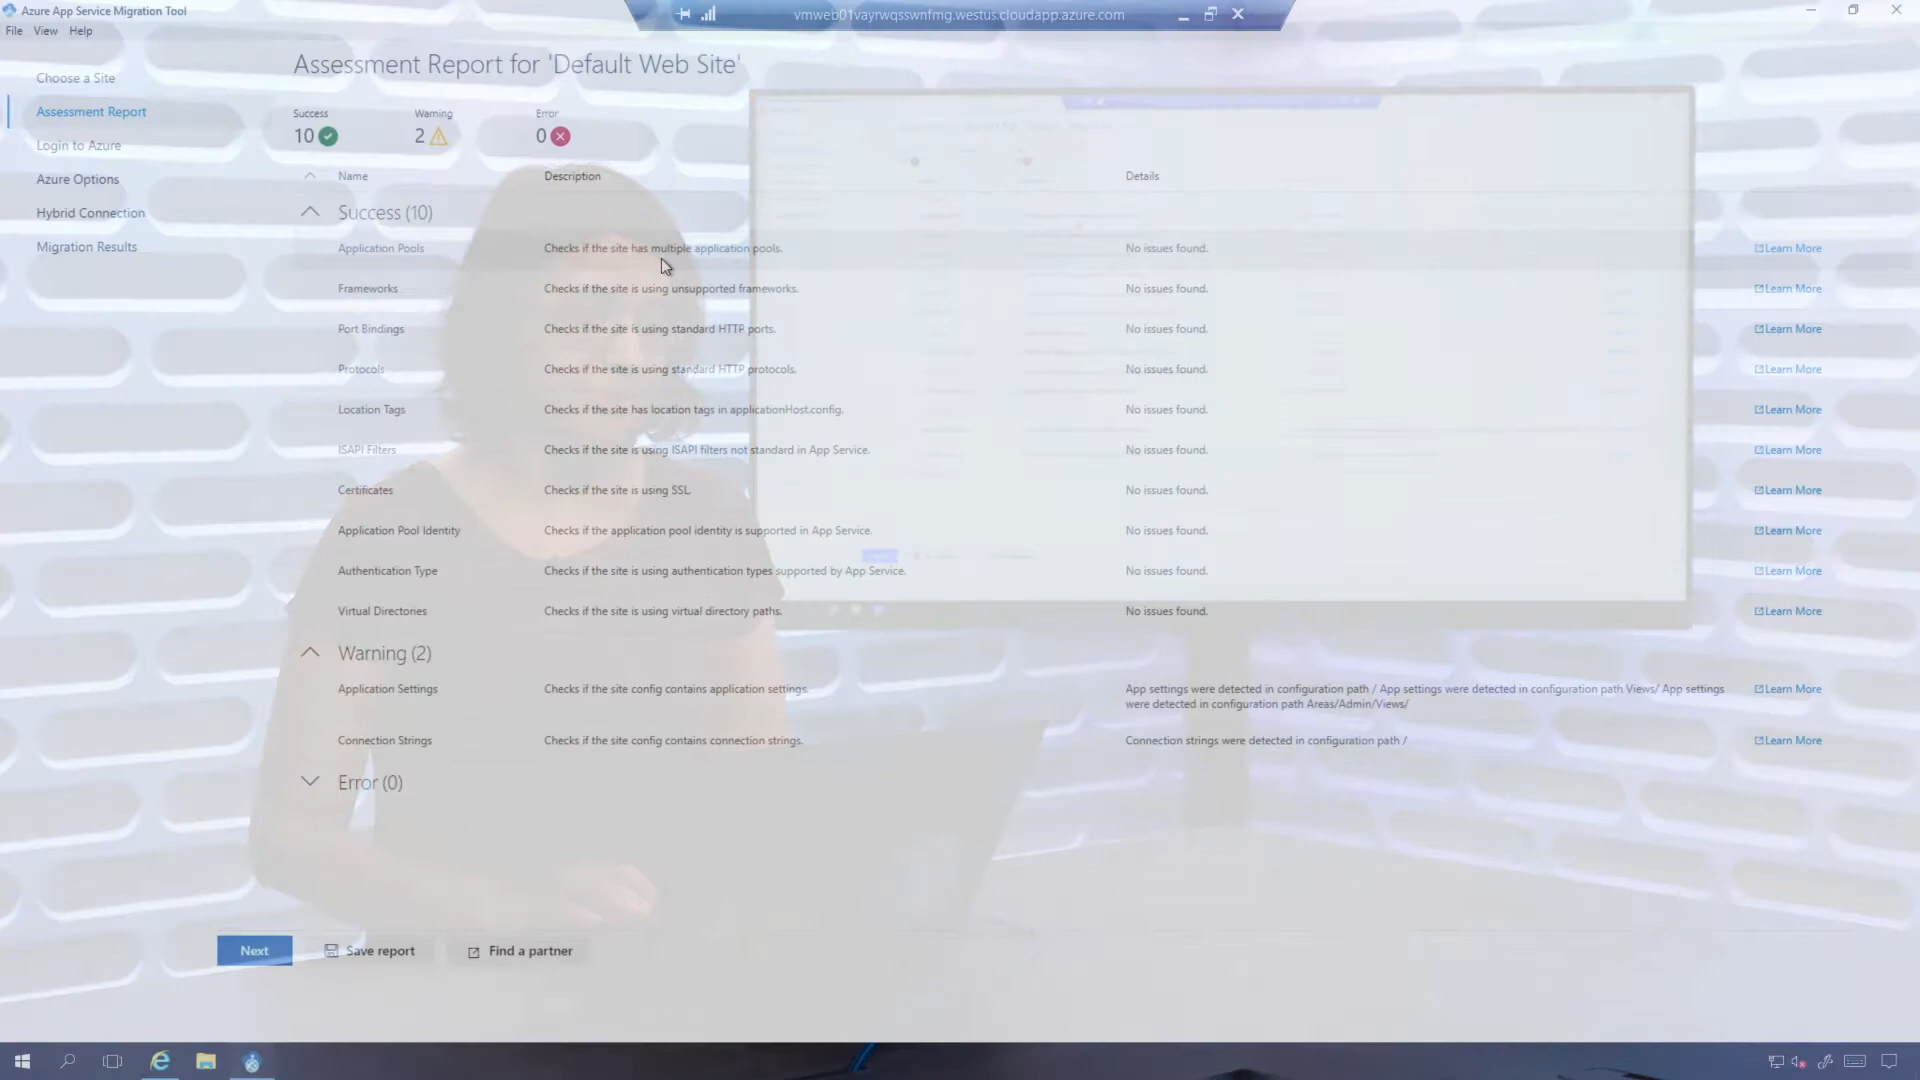 Azure App Service Migration Tool
vmweb01vayrwqsswnfmg.westus.cloudapp.azure.com
File View Help
Choose a Site
Assessment Report
Login to Azure
Azure Options
Hybrid Connection
Migration Results
Assessment Report for 'Default Web Site'
Success Warning Error
10 2 0
Name Description Details
Success (10)
Application Pools Checks if the site has multiple application pools. No issues found. Learn More
Frameworks Checks if the site is using unsupported frameworks. No issues found. Learn More
Port Bindings Checks if the site is using standard HTTP ports. No issues found. Learn More
Protocols Checks if the site is using standard HTTP protocols. No issues found. Learn More
Location Tags Checks if the site has location tags in applicationHost.config. No issues found. Learn More
ISAPI Filters Checks if the site is using ISAPI filters not standard in App Service. No issues found. Learn More
Certificates Checks if the site is using SSL. No issues found. Learn More
Application Pool Identity Checks if the application pool identity is supported in App Service. No issues found. Learn More
Authentication Type Checks if the site is using authentication types supported by App Service. No issues found. Learn More
Virtual Directories Checks if the site is using virtual directory paths. No issues found. Learn More
Warning (2)
Application Settings Checks if the site config contains application settings. App settings were detected in configuration path / App settings were detected in configuration path Views/ App settings Learn More
were detected in configuration path Areas/Admin/Views/
Connection Strings Checks if the site config contains connection strings. Connection strings were detected in configuration path / Learn More
Error (0)
Next Save report Find a partner